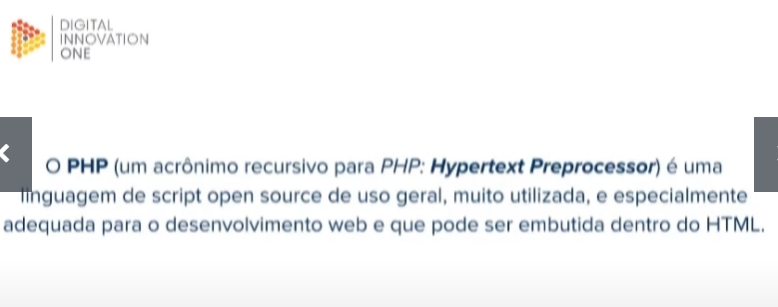 DIGITAL
INNOVATION
ONE
O PHP (um acrônimo recursivo para PHP: Hypertext Preprocessor) é uma
linguagem de script open source de uso geral, muito utilizada, e especialmente
adequada para o desenvolvimento web e que pode ser embutida dentro do HTML.